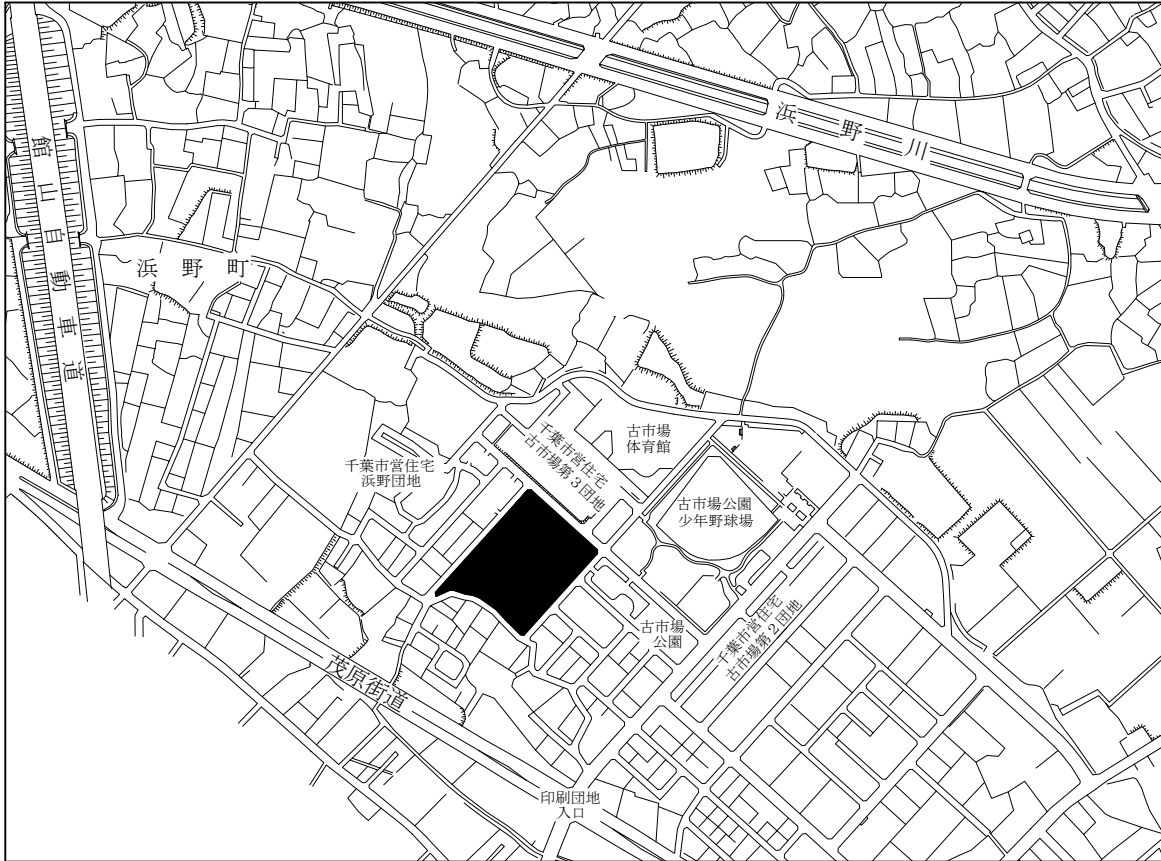 浜野川
館山自動車道
浜野町
千葉市営住宅
浜野団地
千葉市営住宅
古市場第3団地
古市場
体育館
古市場公園
少年野球場
古市場
公園
千葉市営住宅
古市場第2団地
茂原街道
印刷団地
入口